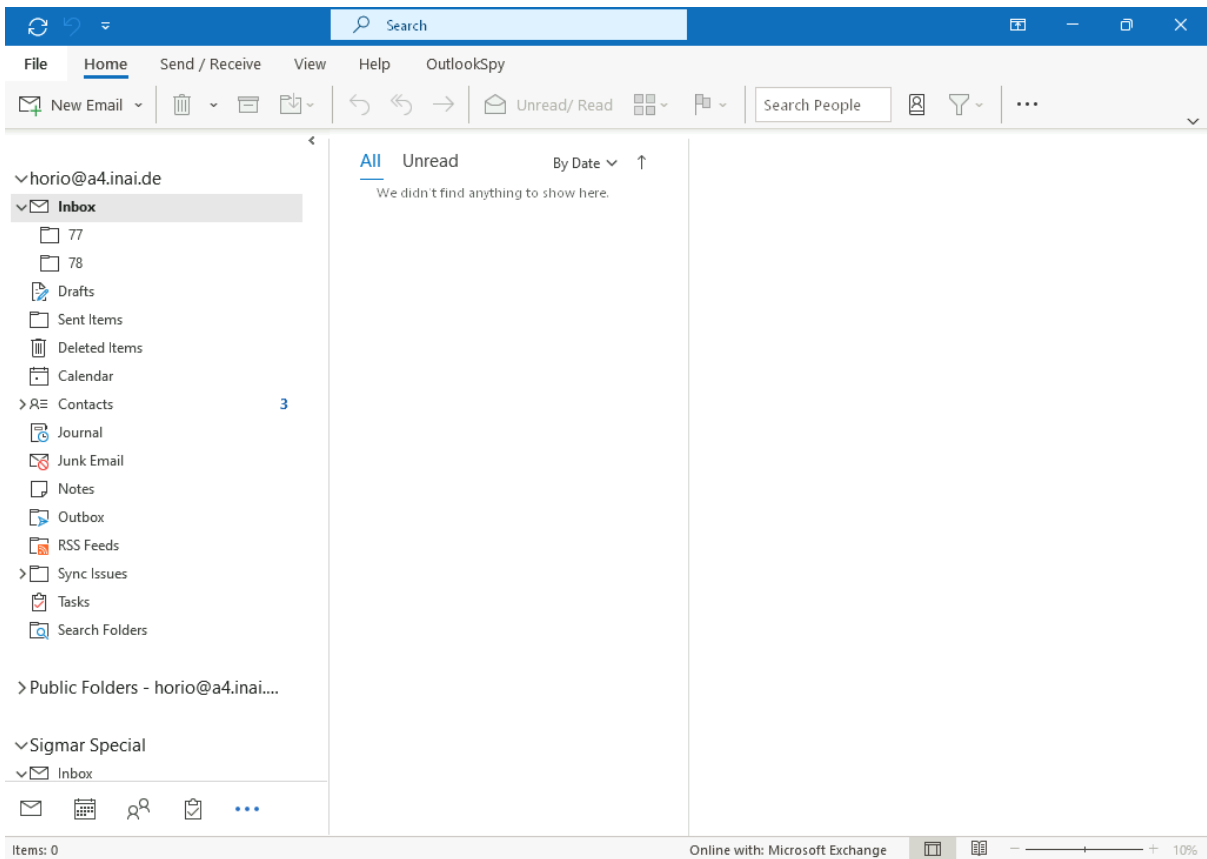 Search
File Home Send / Receive View Help OutlookSpy
New Email Unread/ Read Search People
horio@a4.inai.de
Inbox
77
78
Drafts
Sent Items
Deleted Items
Calendar
Contacts 3
Journal
Junk Email
Notes
Outbox
RSS Feeds
Sync Issues
Tasks
Search Folders
Public Folders - horio@a4.inai....
Sigmar Special
Inbox
All Unread By Date
We didn't find anything to show here.
Items: 0 Online with: Microsoft Exchange 10%